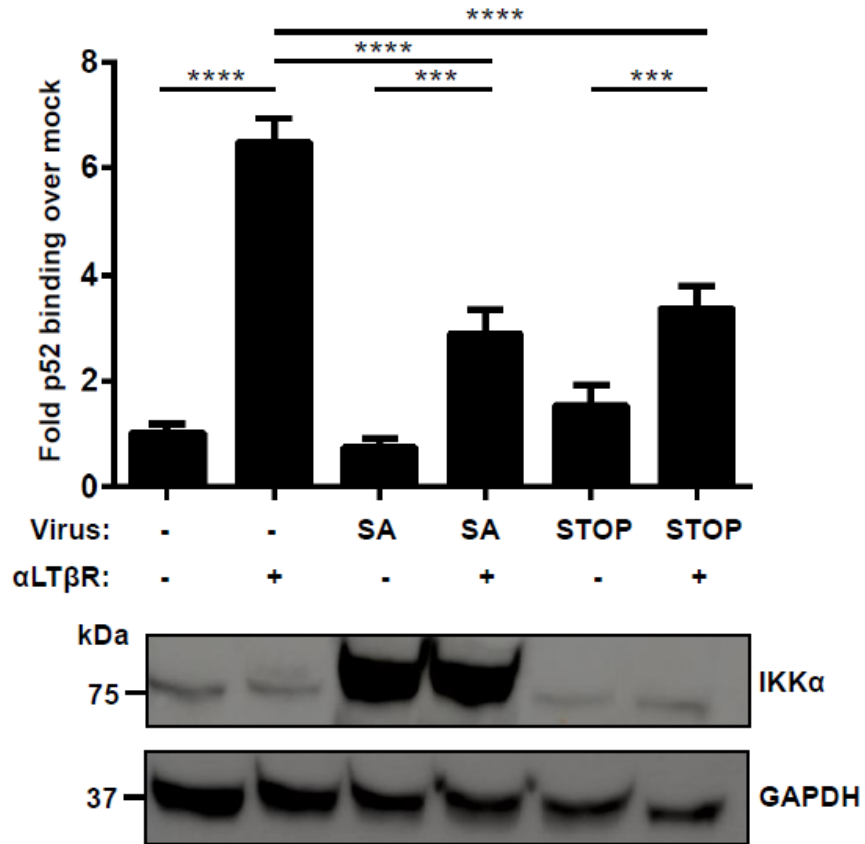 ****
****
**** *** ***
8
6
4
2
0
Fold p52 binding over mock
Virus: - - SA SA STOP STOP
αLTβR: - + - + - +
kDa
75 IKKα
37 GAPDH